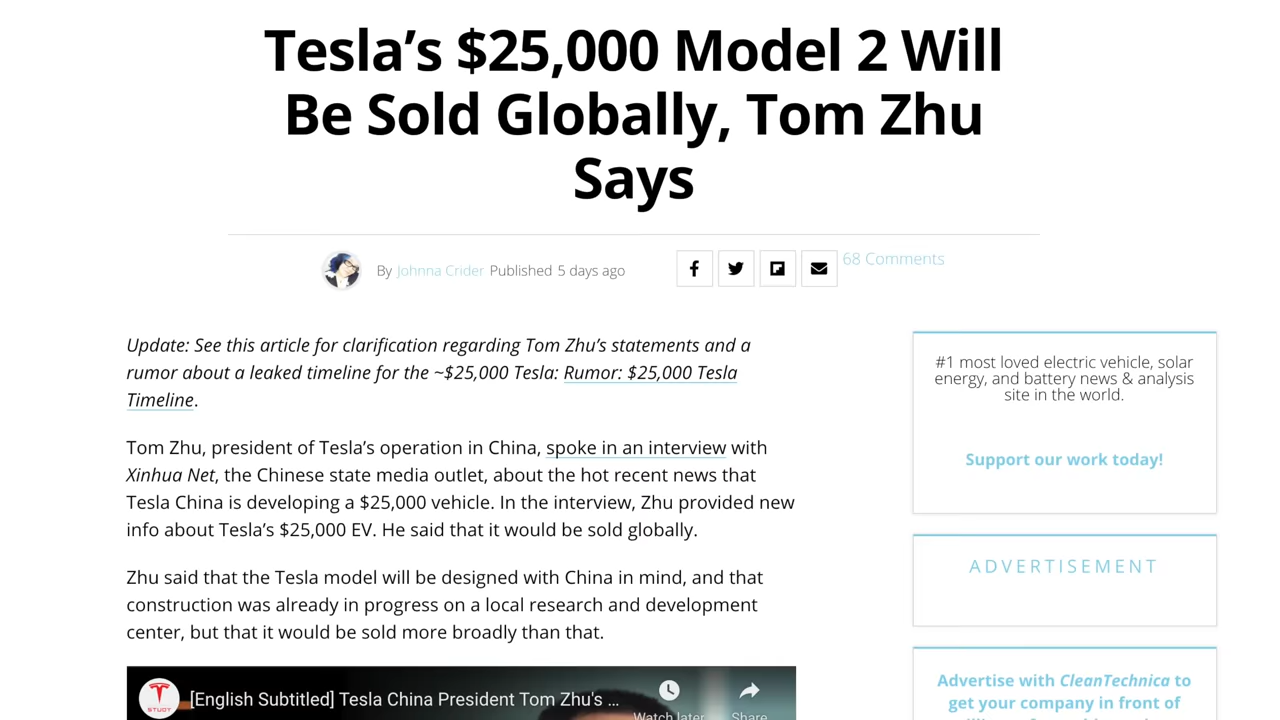 Tesla’s $25,000 Model 2 Will
Be Sold Globally, Tom Zhu
Says
By Johnna Crider Published 5 days ago
68 Comments
Update: See this article for clarification regarding Tom Zhu’s statements and a
rumor about a leaked timeline for the ~$25,000 Tesla: Rumor: $25,000 Tesla
Timeline.
Tom Zhu, president of Tesla’s operation in China, spoke in an interview with
Xinhua Net, the Chinese state media outlet, about the hot recent news that
Tesla China is developing a $25,000 vehicle. In the interview, Zhu provided new
info about Tesla’s $25,000 EV. He said that it would be sold globally.
Zhu said that the Tesla model will be designed with China in mind, and that
construction was already in progress on a local research and development
center, but that it would be sold more broadly than that.
STUDY
[English Subtitled] Tesla China President Tom Zhu's ...
Watch later
Share
#1 most loved electric vehicle, solar
energy, and battery news & analysis
site in the world.
Support our work today!
ADVERTISEMENT
Advertise with CleanTechnica to
get your company in front of